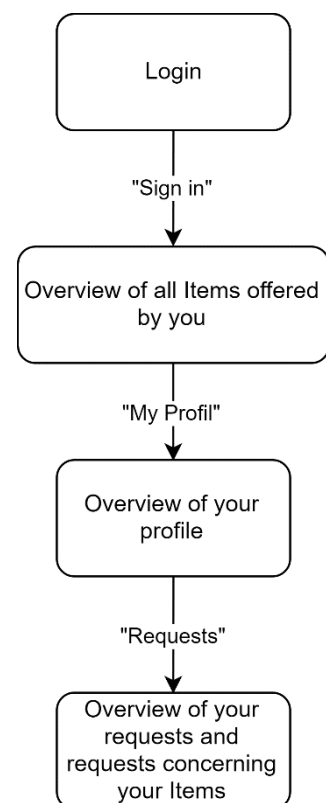 Login
"Sign in"
Overview of all Items offered
by you
"My Profil"
Overview of your
profile
"Requests"
Overview of your
requests and
requests concerning
your Items